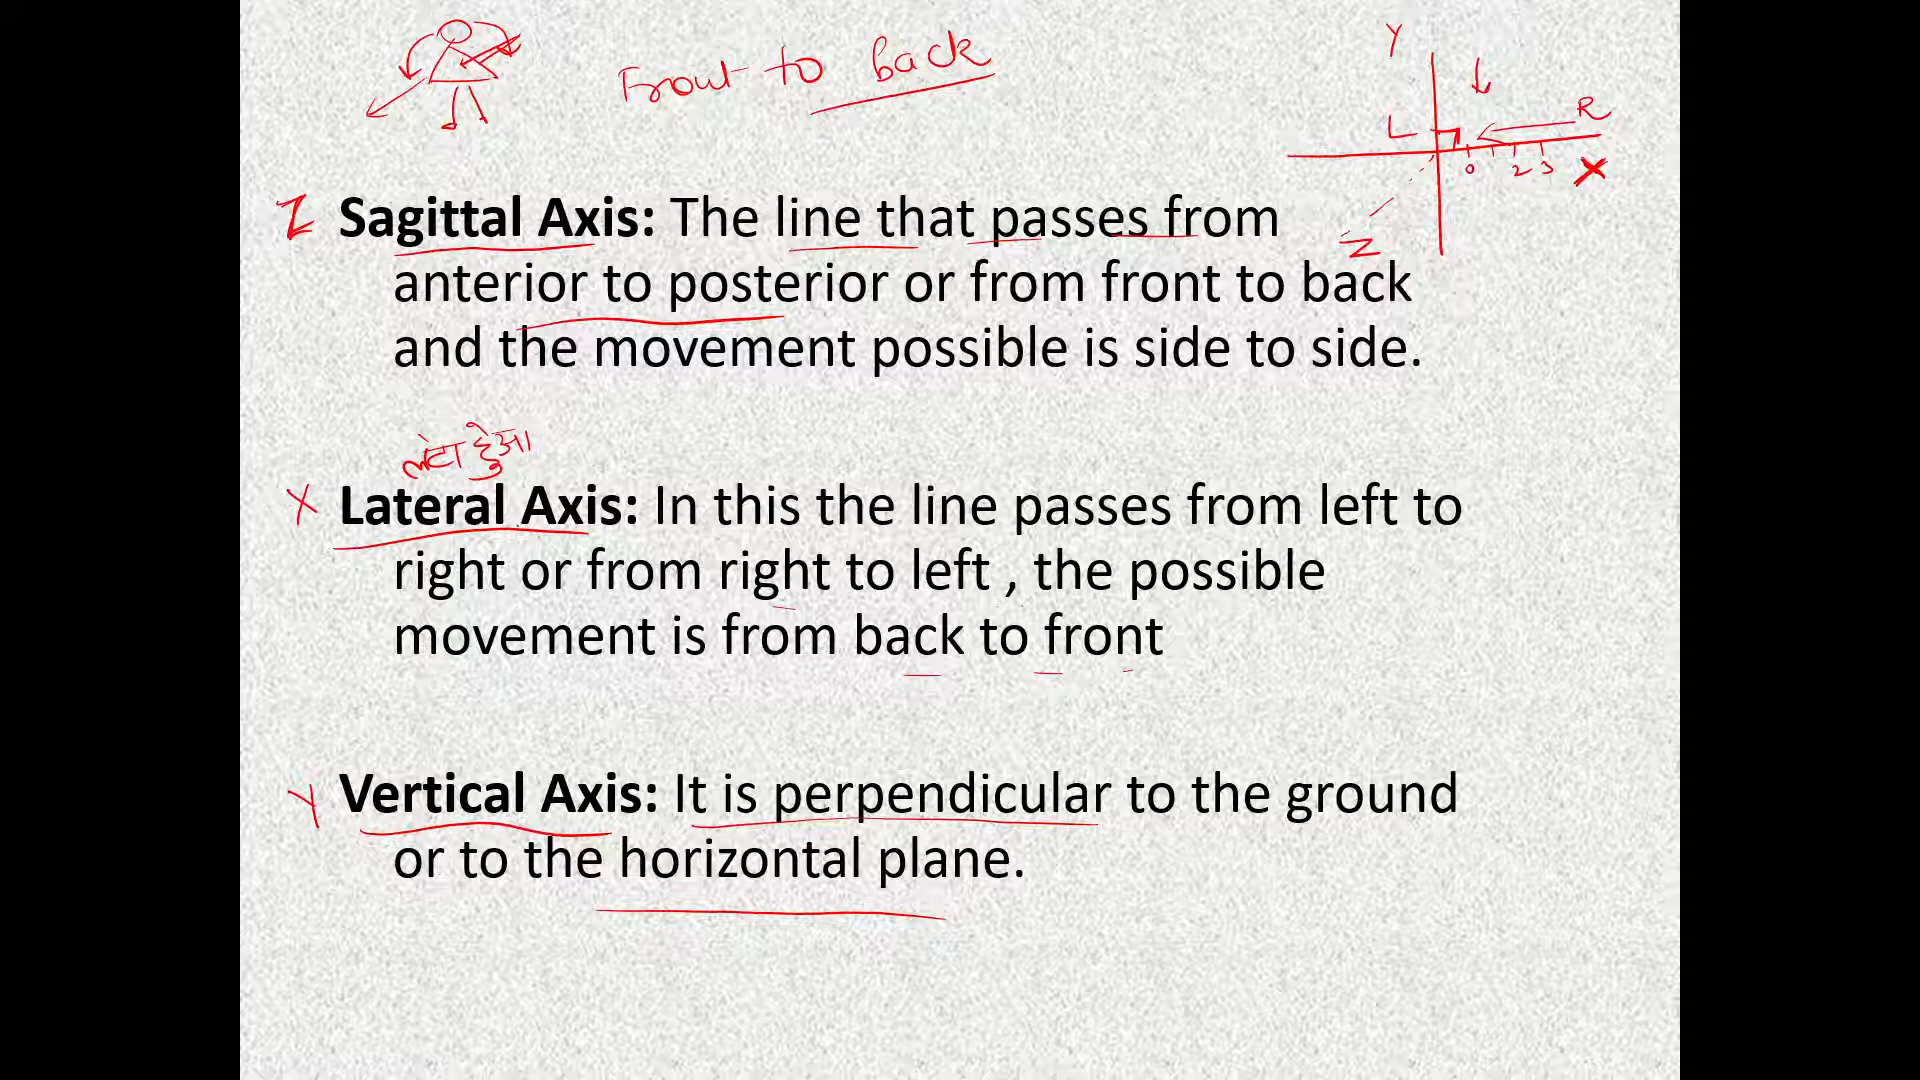 Front to back
Y
L
R
0 2 3
X
Z
Z Sagittal Axis: The line that passes from
anterior to posterior or from front to back
and the movement possible is side to side.
लेटा हुआ
X Lateral Axis: In this the line passes from left to
right or from right to left , the possible
movement is from back to front
Y Vertical Axis: It is perpendicular to the ground
or to the horizontal plane.